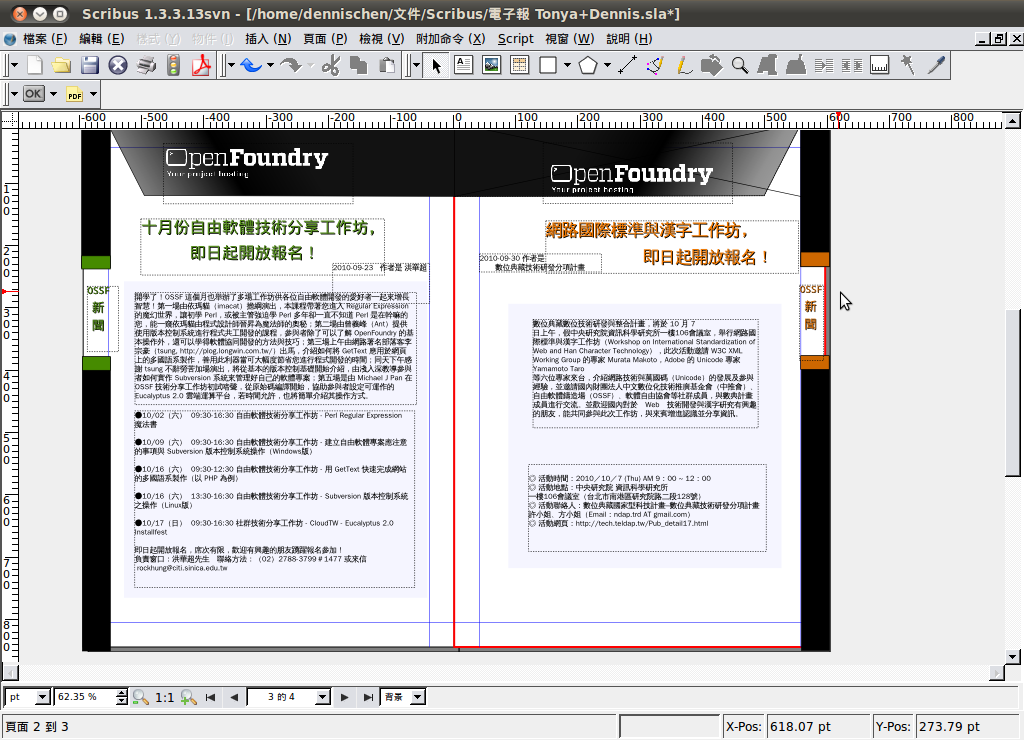 Scribus 1.3.3.13svn - [/home/dennischen/文件/Scribus/電子報 Tonya+Dennis.sla*]
檔案 (F) 編輯 (E) 樣式 (Y) 物件 (I) 插入 (N) 頁面 (P) 檢視 (V) 附加命令 (X) Script 視窗 (W) 說明 (H)
OK PDF
-600 -500 -400 -300 -200 -100 0 100 200 300 400 500 600 700 800
OpenFoundry
Your project hosting
十月份自由軟體技術分享工作坊，
即日起開放報名！
2010-09-23 作者是 洪華超
OSSF
新
聞
開學了！OSSF 這個月也舉辦了多場工作坊供各位自由軟體開發的愛好者一起來增長
智慧！第一場由依瑪貓（imacat）擔綱演出，本課程帶著您進入 Regular Expression
的魔幻世界，讓初學 Perl，或被主管強迫學 Perl 多年卻一直不知道 Perl 是在幹嘛的
您，能一窺依瑪貓由程式設計師晉為魔法師的奧秘；第二場由曾義峰（Ant）提供
使用版本控制系統進行程式共工開發的課程，參與者除了可以了解 OpenFoundry 的基
本操作外，還可以學得軟體協同開發的方法與技巧；第三場上午由網路著名部落客李
宗豪（tsung, http://plog.longwin.com.tw/）出馬，介紹如何將 GetText 應用於網頁
上的多國語系製作，善用此利器當可大幅度節省您進行程式開發的時間；同天下午感
謝 tsung 不辭勞苦加場演出，將從基本的版本控制基礎開始介紹，由淺入深教導參與
者如何實作 Subversion 系統來管理好自己的軟體專案；第五場是由 Michael J Pan 在
OSSF 技術分享工作坊初試啼聲，從原始碼編譯開始，協助參與者設定可運作的
Eucalyptus 2.0 雲端運算平台，若時間允許，也將簡單介紹其操作方式。
●10/02（六） 09:30-16:30 自由軟體技術分享工作坊 - Perl Regular Expression
魔法書
●10/09（六） 09:30-16:30 自由軟體技術分享工作坊 - 建立自由軟體專案應注意
的事項與 Subversion 版本控制系統操作（Windows版）
●10/16（六） 09:30-12:30 自由軟體技術分享工作坊 - 用 GetText 快速完成網站
的多國語系製作（以 PHP 為例）
●10/16（六） 13:30-16:30 自由軟體技術分享工作坊 - Subversion 版本控制系統
之操作（Linux版）
●10/17（日） 09:30-16:30 社群技術分享工作坊 - CloudTW - Eucalyptus 2.0
Installfest
即日起開放報名，席次有限，歡迎有興趣的朋友踴躍報名參加！
負責窗口：洪華超先生 聯絡方法：（02）2788-3799＃1477 或來信
rockhung@citi.sinica.edu.tw
OpenFoundry
Your project hosting
網路國際標準與漢字工作坊，
即日起開放報名！
2010-09-30 作者是
數位典藏技術研發分項計畫
OSSF
新
聞
數位典藏數位技術研發與整合計畫，將於 10 月 7
日上午，假中央研究院資訊科學研究所一樓106會議室，舉行網路國
際標準與漢字工作坊（Workshop on International Standardization of
Web and Han Character Technology），此次活動邀請 W3C XML
Working Group 的專家 Murata Makoto，Adobe 的 Unicode 專家
Yamamoto Taro
等六位專家來台，介紹網路技術與萬國碼（Unicode）的發展及參與
經驗，並邀請國內財團法人中文數位化技術推廣基金會（中推會）、
自由軟體鑄造場（OSSF）、軟體自由協會等社群成員，與數典計畫
成員進行交流。並歡迎國內對於 Web 技術開發與漢字研究有興趣
的朋友，能共同參與此次工作坊，與來賓增進認識並分享資訊。
◎ 活動時間：2010／10／7 (Thu) AM 9：00 ~ 12：00
◎ 活動地點：中央研究院 資訊科學研究所
一樓106會議室（台北市南港區研究院路二段128號）
◎ 活動聯絡人：數位典藏國家型科技計畫--數位典藏技術研發分項計畫
許小姐、方小姐（Email：ndap.trd AT gmail.com）
◎ 活動網頁：http://tech.teldap.tw/Pub_detail17.html
pt 62.35 % 1:1 3 的 4 背景
頁面 2 到 3 X-Pos: 618.07 pt Y-Pos: 273.79 pt